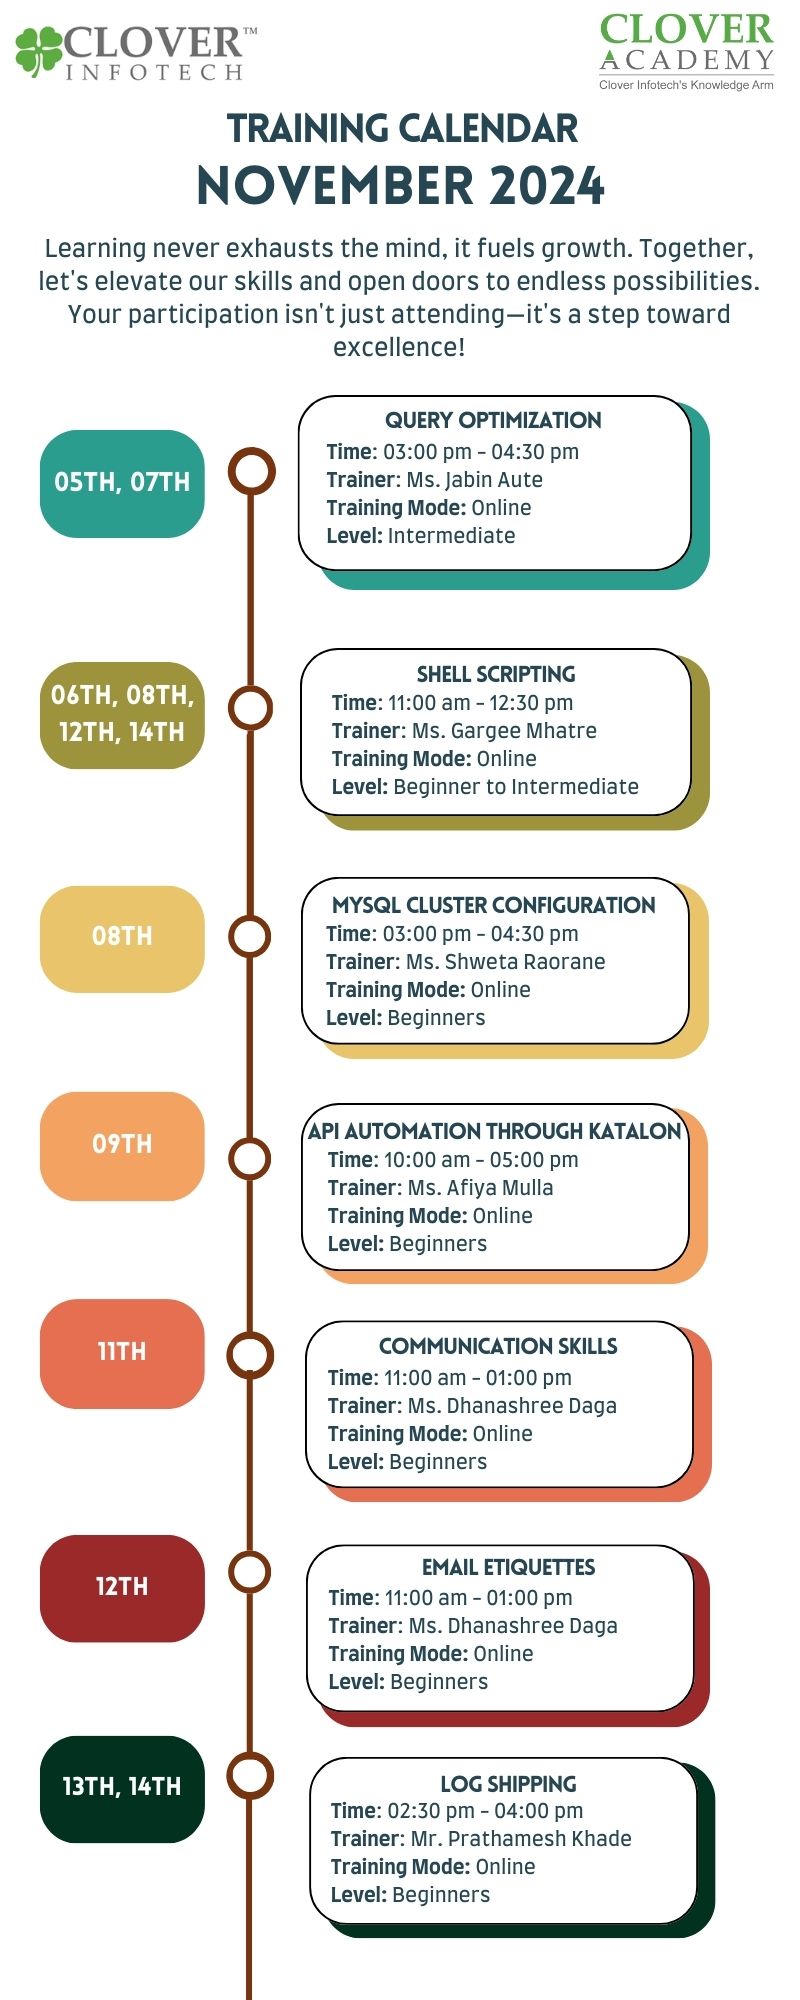 CLOVER™
INFOTECH
CLOVER
ACADEMY
Clover Infotech's Knowledge Arm
TRAINING CALENDAR
NOVEMBER 2024
Learning never exhausts the mind, it fuels growth. Together,
let's elevate our skills and open doors to endless possibilities.
Your participation isn't just attending—it's a step toward
excellence!
05TH, 07TH
QUERY OPTIMIZATION
Time: 03:00 pm - 04:30 pm
Trainer: Ms. Jabin Aute
Training Mode: Online
Level: Intermediate
06TH, 08TH,
12TH, 14TH
SHELL SCRIPTING
Time: 11:00 am - 12:30 pm
Trainer: Ms. Gargee Mhatre
Training Mode: Online
Level: Beginner to Intermediate
08TH
MYSQL CLUSTER CONFIGURATION
Time: 03:00 pm - 04:30 pm
Trainer: Ms. Shweta Raorane
Training Mode: Online
Level: Beginners
09TH
API AUTOMATION THROUGH KATALON
Time: 10:00 am - 05:00 pm
Trainer: Ms. Afiya Mulla
Training Mode: Online
Level: Beginners
11TH
COMMUNICATION SKILLS
Time: 11:00 am - 01:00 pm
Trainer: Ms. Dhanashree Daga
Training Mode: Online
Level: Beginners
12TH
EMAIL ETIQUETTES
Time: 11:00 am - 01:00 pm
Trainer: Ms. Dhanashree Daga
Training Mode: Online
Level: Beginners
13TH, 14TH
LOG SHIPPING
Time: 02:30 pm - 04:00 pm
Trainer: Mr. Prathamesh Khade
Training Mode: Online
Level: Beginners